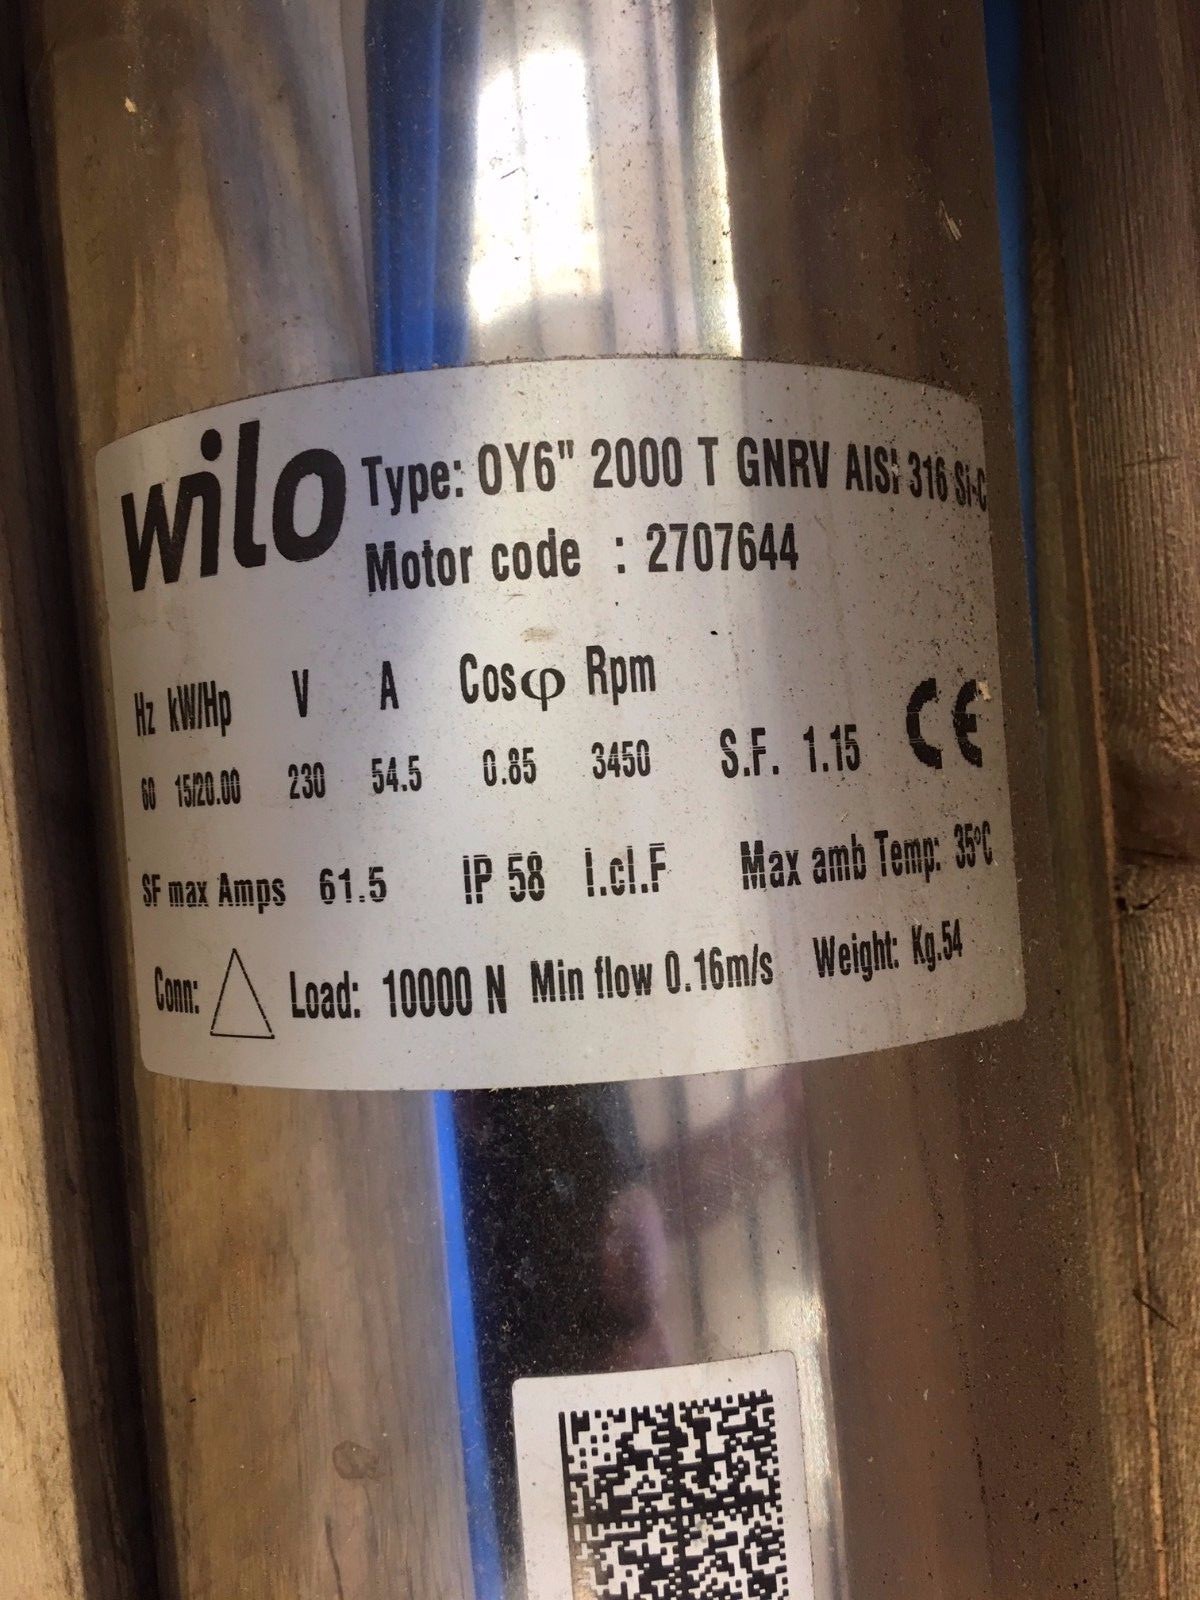 wilo
Type: OY6" 2000 T GNRV AISI 316 Si-C
Motor code : 2707644
Hz kW/Hp V A Cosφ Rpm
60 15/20.00 230 54.5 0.85 3450 S.F. 1.15 CE
SF max Amps 61.5 IP 58 I.cl.F Max amb Temp: 35ºC
Conn: △ Load: 10000 N Min flow 0.16m/s Weight: Kg.54